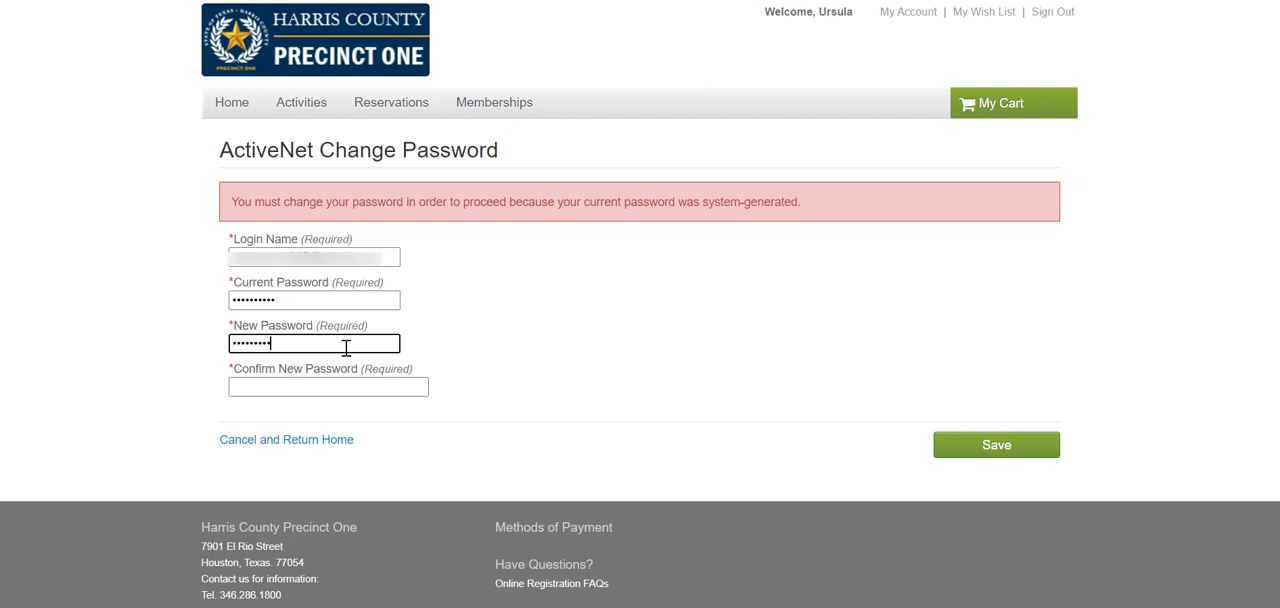 HARRIS COUNTY
PRECINCT ONE
Welcome, Ursula My Account | My Wish List | Sign Out
Home Activities Reservations Memberships My Cart
ActiveNet Change Password
You must change your password in order to proceed because your current password was system-generated.
*Login Name (Required)
*Current Password (Required)
••••••••••
*New Password (Required)
•••••••••
*Confirm New Password (Required)
Cancel and Return Home Save
Harris County Precinct One
7901 El Rio Street
Houston, Texas. 77054
Contact us for information:
Tel. 346.286.1800
Methods of Payment
Have Questions?
Online Registration FAQs